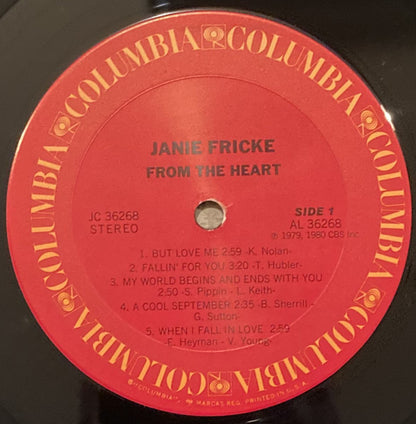 COLUMBIA COLUMBIA COLUMBIA COLUMBIA COLUMBIA COLUMBIA
JANIE FRICKE
FROM THE HEART
JC 36268
STEREO
SIDE 1
AL 36268
℗ 1979, 1980 CBS Inc.
1. BUT LOVE ME 2:59 -K. Nolan-
2. FALLIN' FOR YOU 3:20 -T. Hubler-
3. MY WORLD BEGINS AND ENDS WITH YOU
2:50 -S. Pippin - L. Keith-
4. A COOL SEPTEMBER 2:35 -B. Sherrill -
G. Sutton-
5. WHEN I FALL IN LOVE 2:59
-E. Heyman - V. Young-
"COLUMBIA", MARCAS REG. PRINTED IN U.S.A.